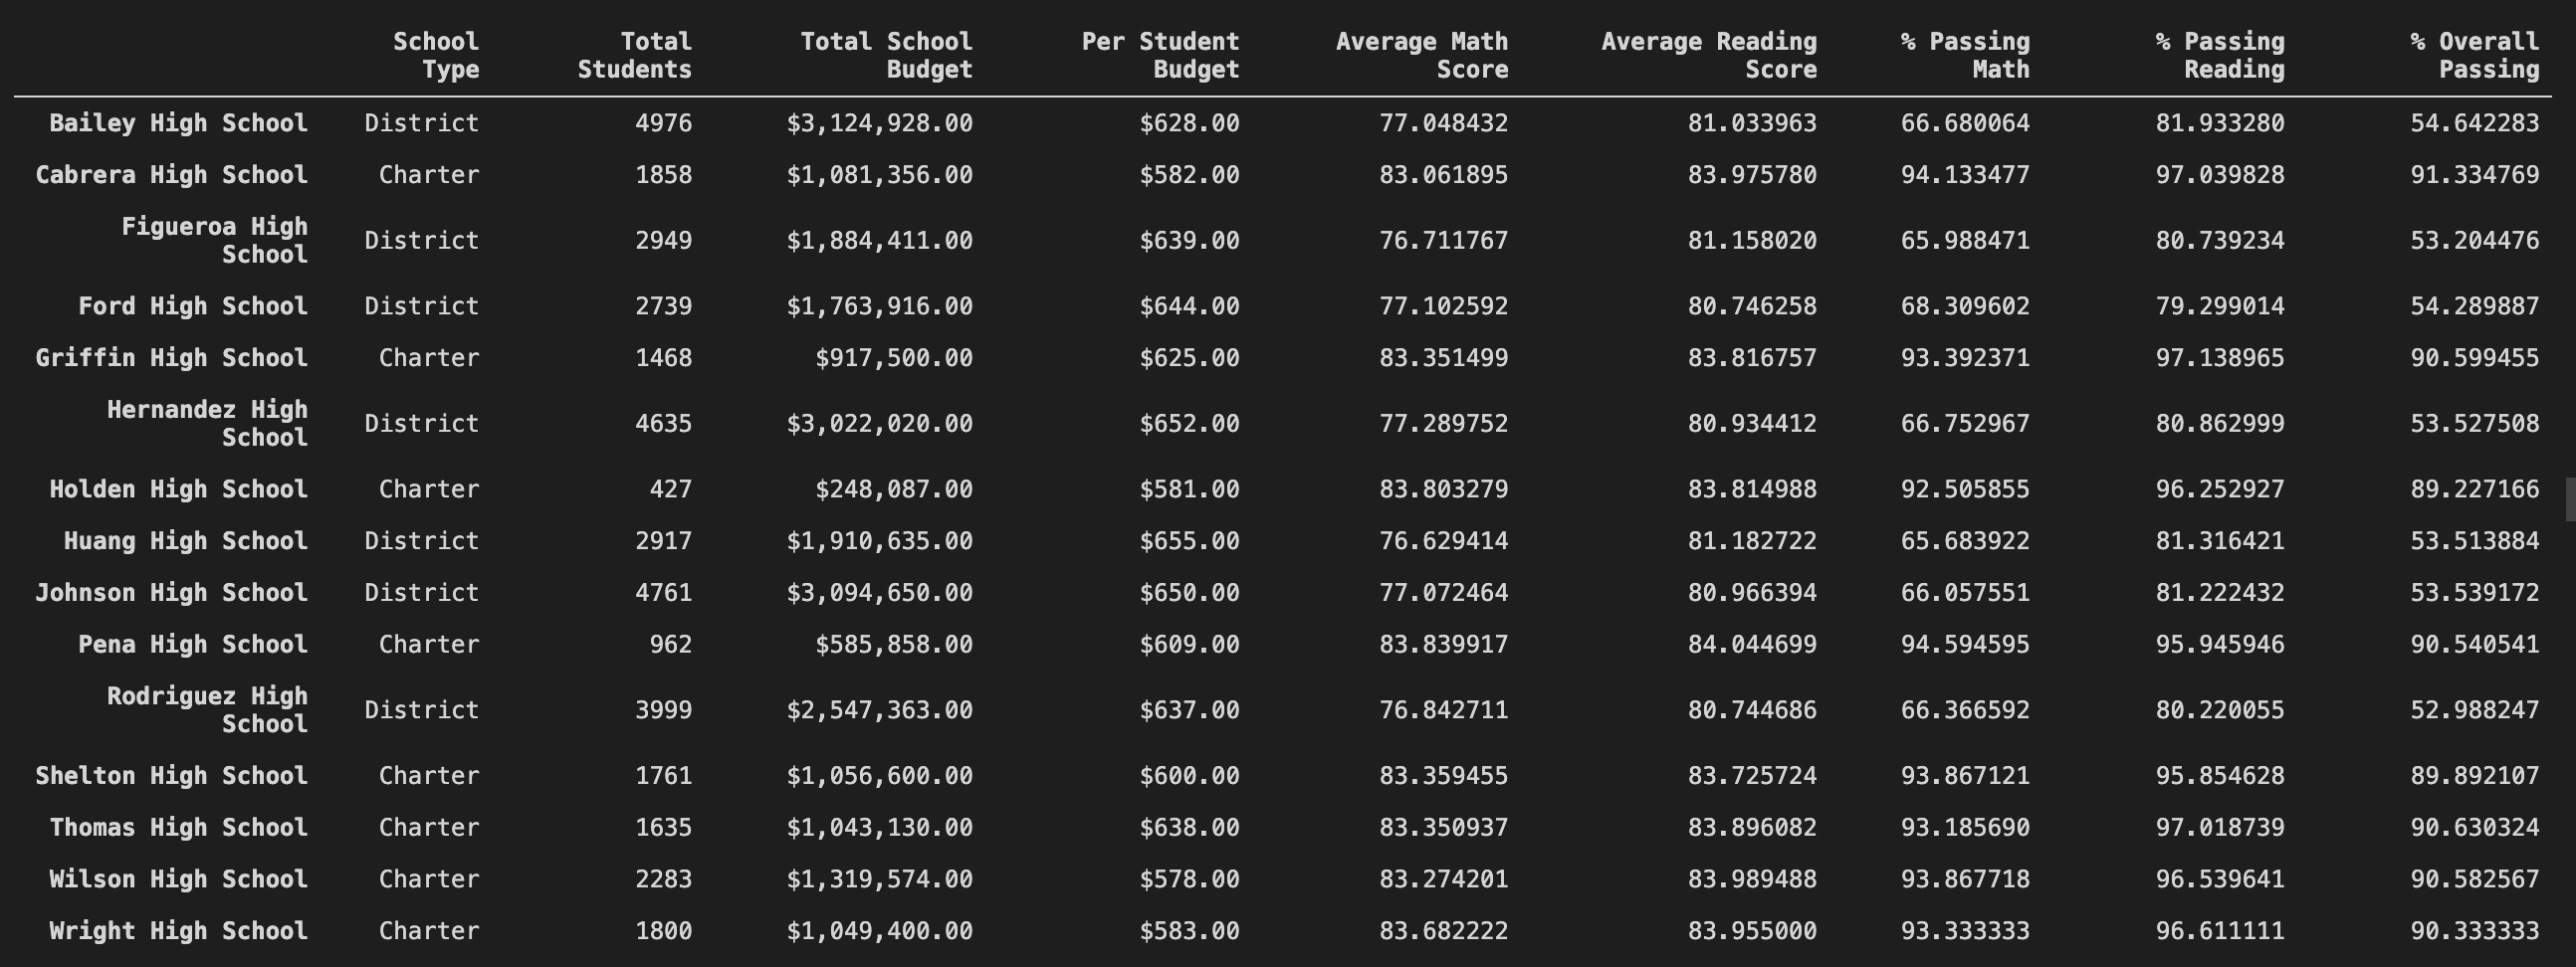 School Total Total School Per Student Average Math Average Reading % Passing % Passing % Overall
Type Students Budget Budget Score Score Math Reading Passing
Bailey High School District 4976 $3,124,928.00 $628.00 77.048432 81.033963 66.680064 81.933280 54.642283
Cabrera High School Charter 1858 $1,081,356.00 $582.00 83.061895 83.975780 94.133477 97.039828 91.334769
Figueroa High
School District 2949 $1,884,411.00 $639.00 76.711767 81.158020 65.988471 80.739234 53.204476
Ford High School District 2739 $1,763,916.00 $644.00 77.102592 80.746258 68.309602 79.299014 54.289887
Griffin High School Charter 1468 $917,500.00 $625.00 83.351499 83.816757 93.392371 97.138965 90.599455
Hernandez High
School District 4635 $3,022,020.00 $652.00 77.289752 80.934412 66.752967 80.862999 53.527508
Holden High School Charter 427 $248,087.00 $581.00 83.803279 83.814988 92.505855 96.252927 89.227166
Huang High School District 2917 $1,910,635.00 $655.00 76.629414 81.182722 65.683922 81.316421 53.513884
Johnson High School District 4761 $3,094,650.00 $650.00 77.072464 80.966394 66.057551 81.222432 53.539172
Pena High School Charter 962 $585,858.00 $609.00 83.839917 84.044699 94.594595 95.945946 90.540541
Rodriguez High
School District 3999 $2,547,363.00 $637.00 76.842711 80.744686 66.366592 80.220055 52.988247
Shelton High School Charter 1761 $1,056,600.00 $600.00 83.359455 83.725724 93.867121 95.854628 89.892107
Thomas High School Charter 1635 $1,043,130.00 $638.00 83.350937 83.896082 93.185690 97.018739 90.630324
Wilson High School Charter 2283 $1,319,574.00 $578.00 83.274201 83.989488 93.867718 96.539641 90.582567
Wright High School Charter 1800 $1,049,400.00 $583.00 83.682222 83.955000 93.333333 96.611111 90.333333